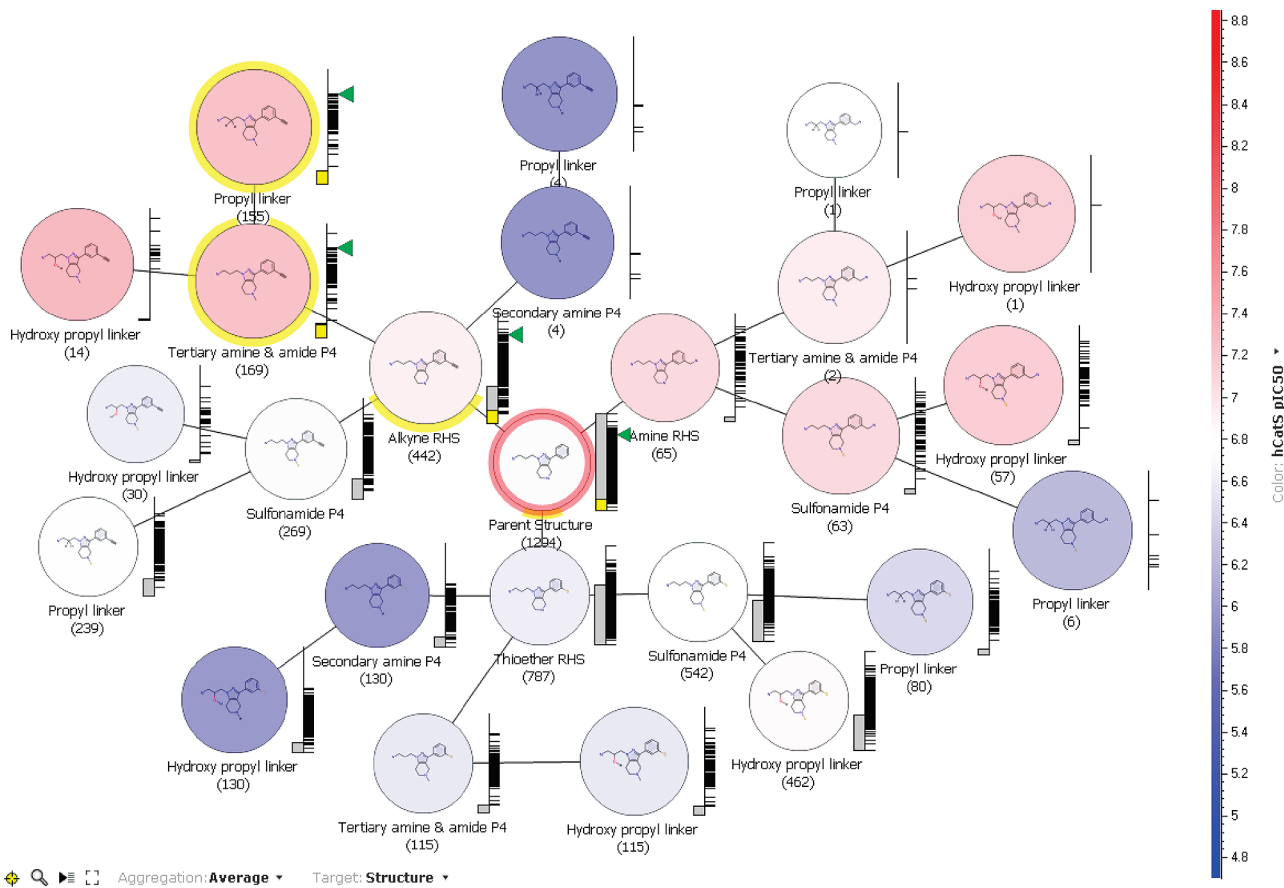 Propyl linker
(155)
Propyl linker
(4)
Propyl linker
(1)
Hydroxy propyl linker
(1)
Hydroxy propyl linker
(14)
Tertiary amine & amide P4
(169)
Secondary amine P4
(4)
Tertiary amine & amide P4
(2)
Hydroxy propyl linker
(30)
Alkyne RHS
(442)
Amine RHS
(65)
Hydroxy propyl linker
(57)
Sulfonamide P4
(269)
Parent Structure
(1294)
Sulfonamide P4
(63)
Propyl linker
(239)
Propyl linker
(6)
Secondary amine P4
(130)
Thioether RHS
(787)
Sulfonamide P4
(542)
Propyl linker
(80)
Hydroxy propyl linker
(130)
Tertiary amine & amide P4
(115)
Hydroxy propyl linker
(115)
Hydroxy propyl linker
(462)
8.8
8.6
8.4
8.2
8
7.8
7.6
7.4
7.2
7
6.8
6.6
6.4
6.2
6
5.8
5.6
5.4
5.2
5
4.8
Color: hCatS pIC50
Aggregation: Average Target: Structure